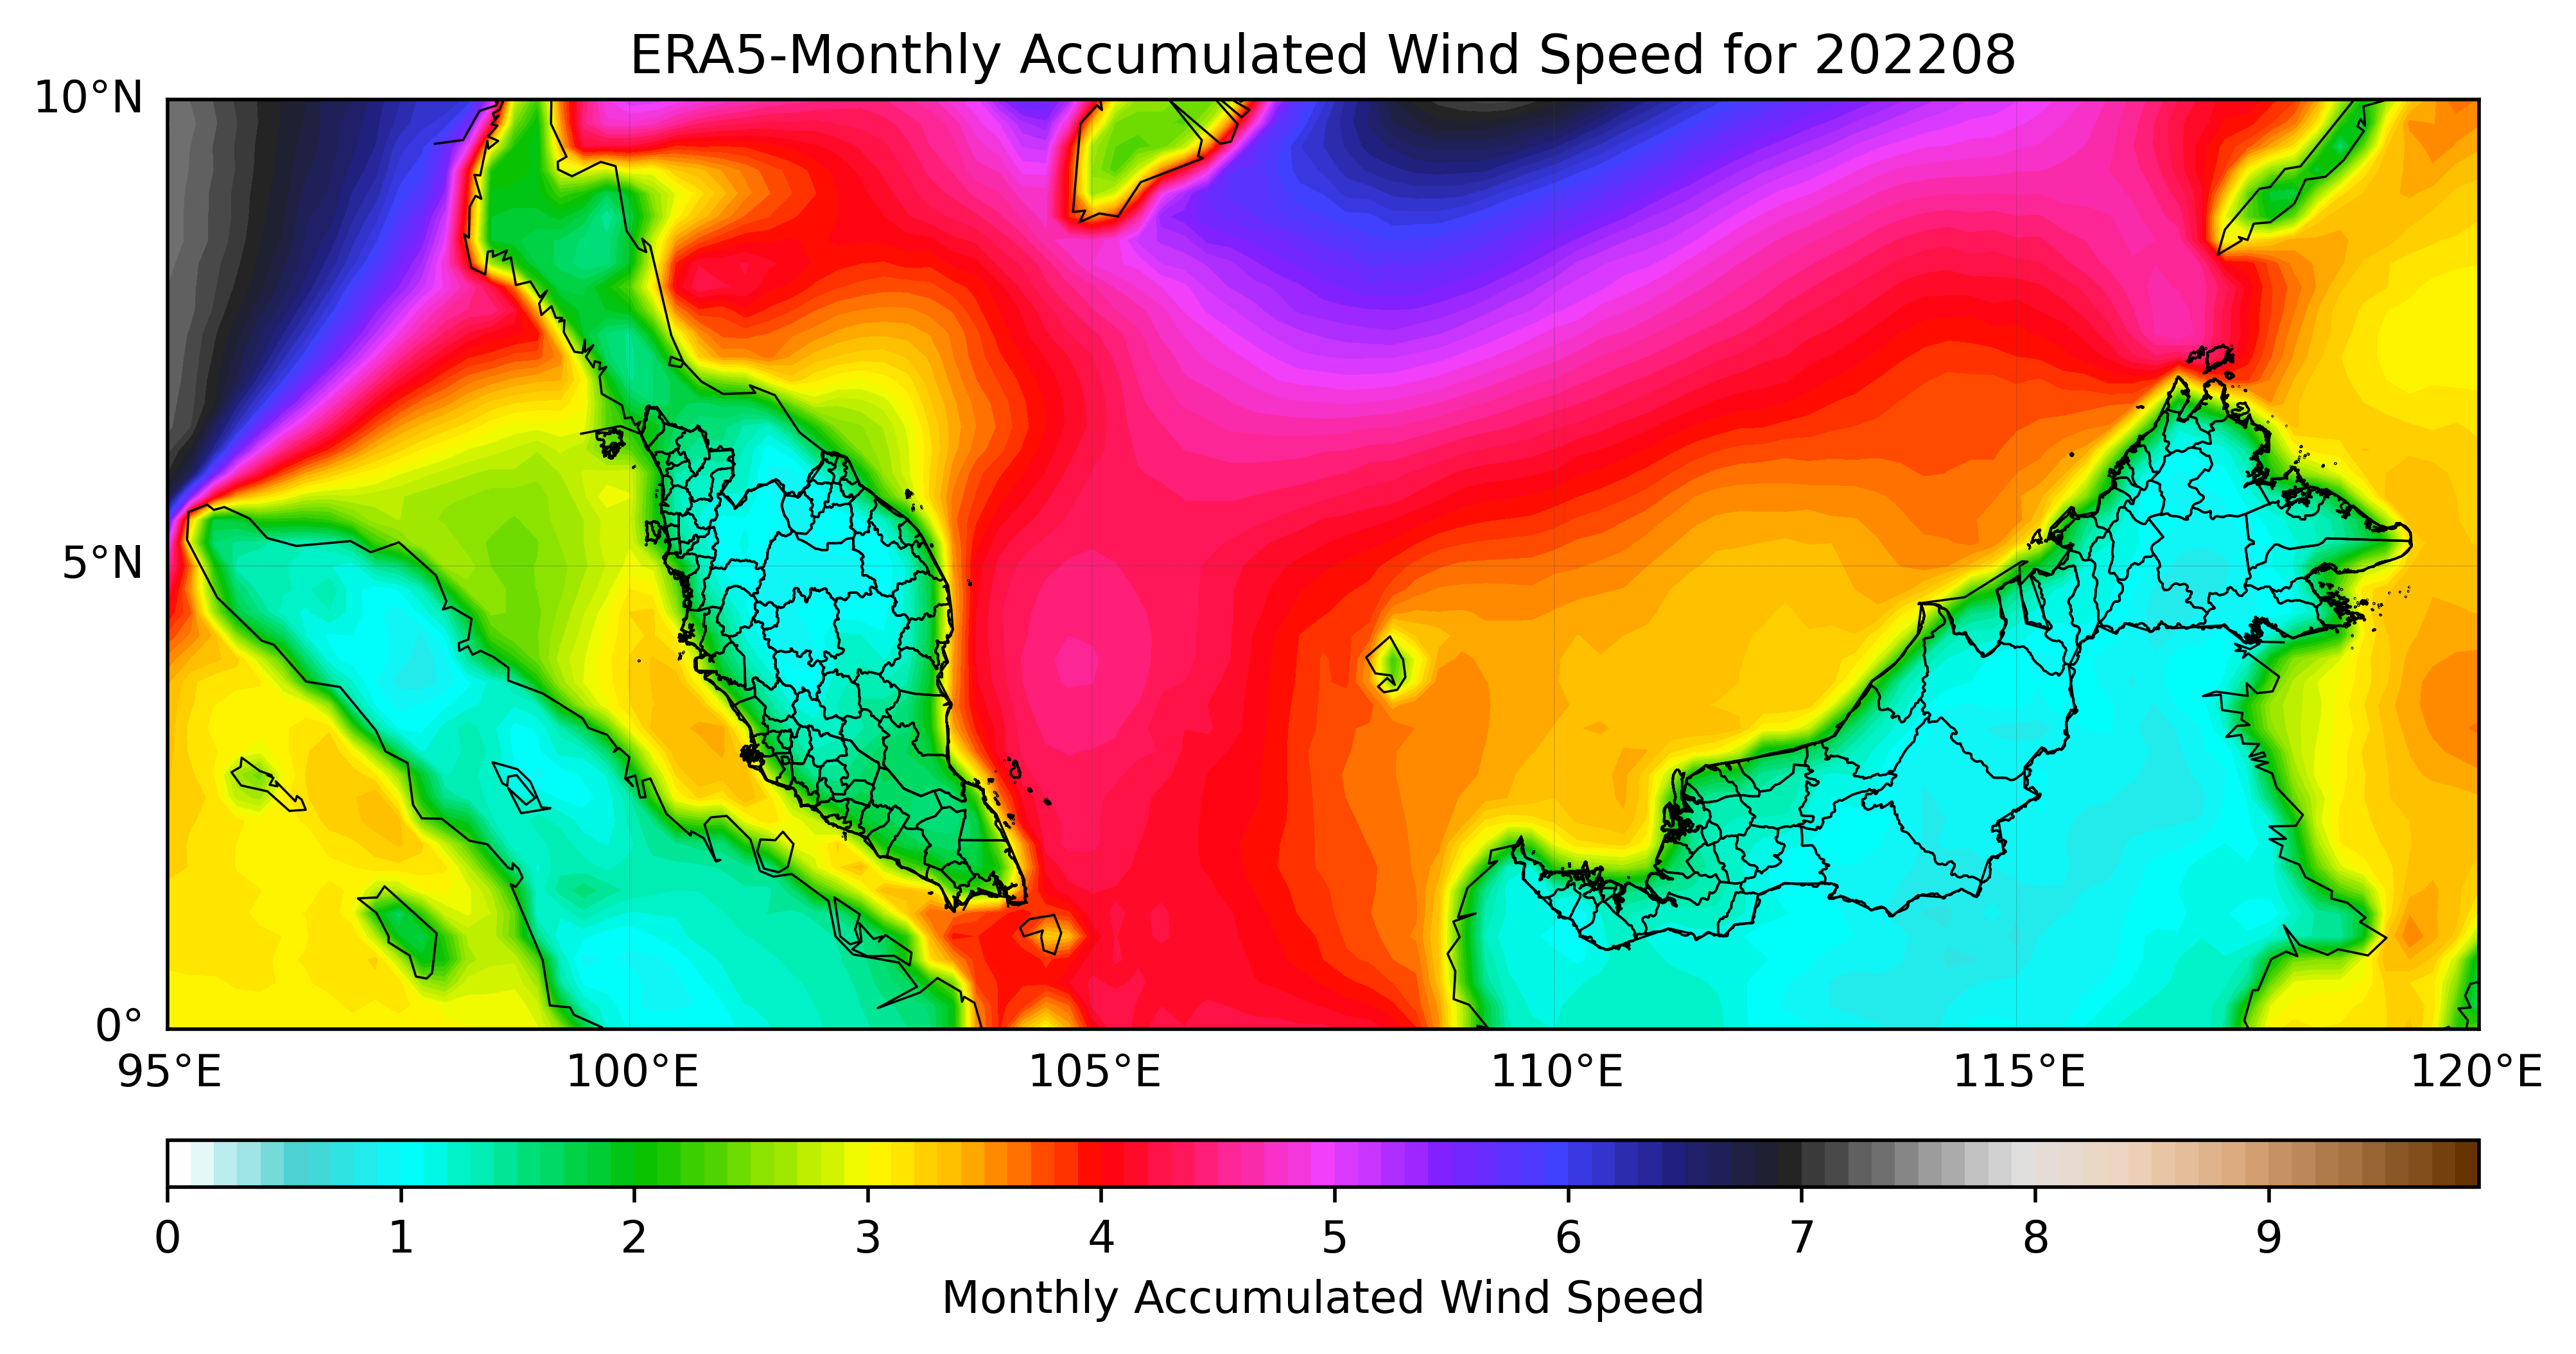 ERA5-Monthly Accumulated Wind Speed for 202208
10°N
5°N
0°
95°E 100°E 105°E 110°E 115°E 120°E
0 1 2 3 4 5 6 7 8 9
Monthly Accumulated Wind Speed